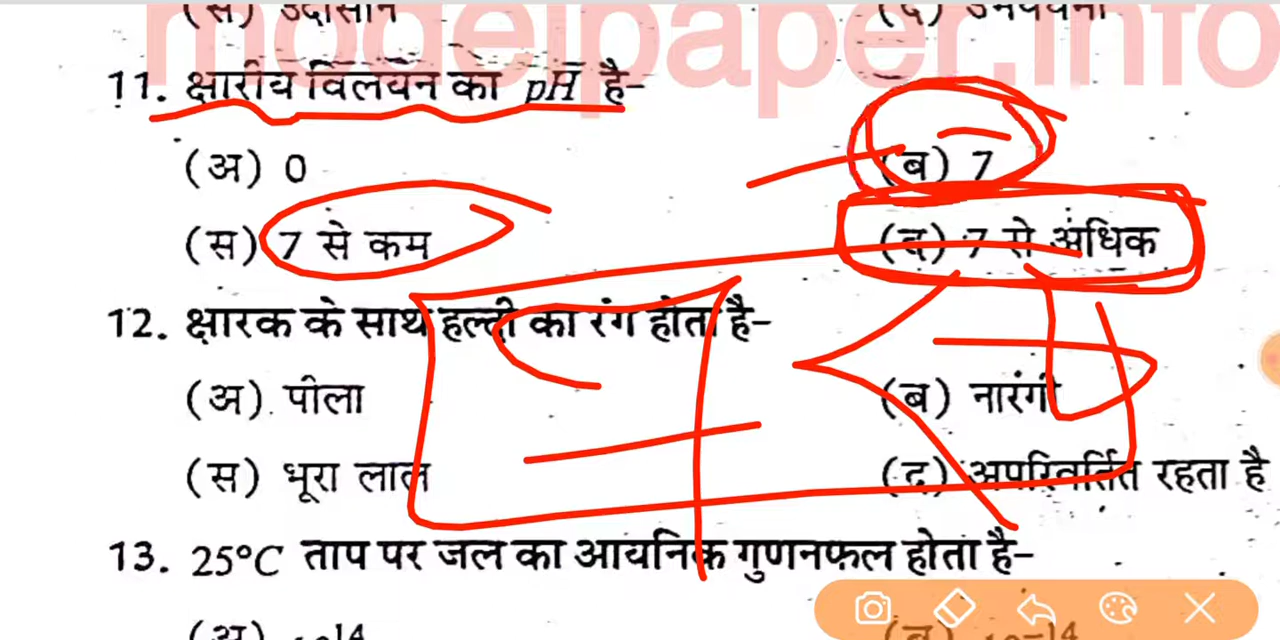 (स) उदासीन
modelpaper.info
11. क्षारीय विलयन का pH है-
(अ) 0 (ब) 7
(स) 7 से कम (द) 7 से अधिक
12. क्षारक के साथ हल्दी का रंग होता है-
(अ) पीला (ब) नारंगी
(स) भूरा लाल (द) अपरिवर्तित रहता है
13. 25°C ताप पर जल का आयनिक गुणनफल होता है-
(अ) (ब)